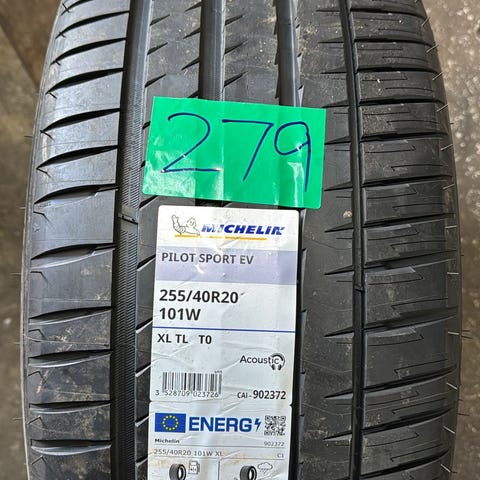 279
MICHELIN
PILOT SPORT EV
255/40R20
101W
XL TL T0
Acoustic
3 528709 023726
CAI - 902372
ENERG
Michelin 902372
255/40R20 101W XL C1